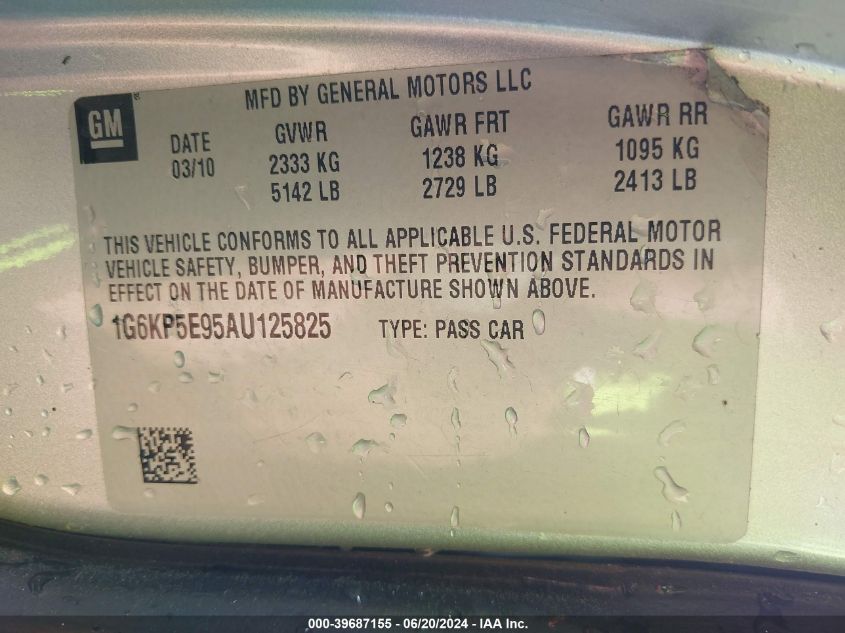 MFD BY GENERAL MOTORS LLC
GM
DATE GVWR GAWR FRT GAWR RR
03/10 2333 KG 1238 KG 1095 KG
5142 LB 2729 LB 2413 LB
THIS VEHICLE CONFORMS TO ALL APPLICABLE U.S. FEDERAL MOTOR
VEHICLE SAFETY, BUMPER, AND THEFT PREVENTION STANDARDS IN
EFFECT ON THE DATE OF MANUFACTURE SHOWN ABOVE.
1G6KP5E95AU125825 TYPE: PASS CAR
000-39687155 - 06/20/2024 - IAA Inc.